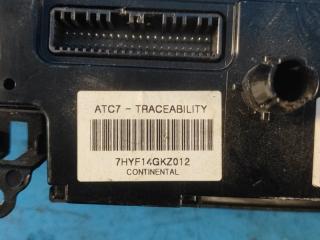 ATC7 - TRACEABILITY
7HYF14GKZ012
CONTINENTAL